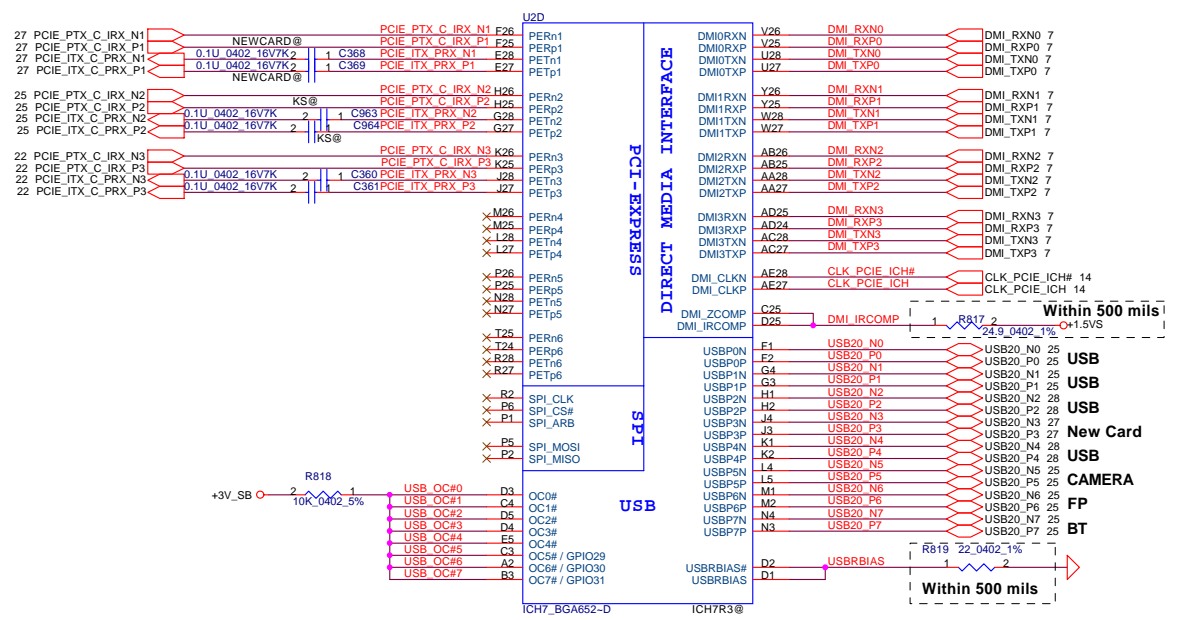 U2D
27 PCIE_PTX_C_IRX_N1 PCIE_PTX_C_IRX_N1 F26 PERn1
27 PCIE_PTX_C_IRX_P1 NEWCARD@ PCIE_PTX_C_IRX_P1 F25 PERp1
27 PCIE_ITX_C_PRX_N1 0.1U_0402_16V7K 2 1 C368 PCIE_ITX_PRX_N1 E28 PETn1
27 PCIE_ITX_C_PRX_P1 0.1U_0402_16V7K 2 1 C369 PCIE_ITX_PRX_P1 E27 PETp1
NEWCARD@
25 PCIE_PTX_C_IRX_N2 PCIE_PTX_C_IRX_N2 H26 PERn2
25 PCIE_PTX_C_IRX_P2 KS@ PCIE_PTX_C_IRX_P2 H25 PERp2
25 PCIE_ITX_C_PRX_N2 0.1U_0402_16V7K 2 1 C963 PCIE_ITX_PRX_N2 G28 PETn2
25 PCIE_ITX_C_PRX_P2 0.1U_0402_16V7K 2 1 C964 PCIE_ITX_PRX_P2 G27 PETp2
KS@
22 PCIE_PTX_C_IRX_N3 PCIE_PTX_C_IRX_N3 K26 PERn3
22 PCIE_PTX_C_IRX_P3 PCIE_PTX_C_IRX_P3 K25 PERp3
22 PCIE_ITX_C_PRX_N3 0.1U_0402_16V7K 2 1 C360 PCIE_ITX_PRX_N3 J28 PETn3
22 PCIE_ITX_C_PRX_P3 0.1U_0402_16V7K 2 1 C361 PCIE_ITX_PRX_P3 J27 PETp3
M26 PERn4
M25 PERp4
L28 PETn4
L27 PETp4
P26 PERn5
P25 PERp5
N28 PETn5
N27 PETp5
T25 PERn6
T24 PERp6
R28 PETn6
R27 PETp6
R2 SPI_CLK
P6 SPI_CS#
P1 SPI_ARB
P5 SPI_MOSI
P2 SPI_MISO
R818
+3V_SB 2 1
10K_0402_5%
USB_OC#0 D3 OC0#
USB_OC#1 C4 OC1#
USB_OC#2 D5 OC2#
USB_OC#3 D4 OC3#
USB_OC#4 E5 OC4#
USB_OC#5 C3 OC5# / GPIO29
USB_OC#6 A2 OC6# / GPIO30
USB_OC#7 B3 OC7# / GPIO31
ICH7_BGA652~D
PCI-EXPRESS
DIRECT MEDIA INTERFACE
SPI
USB
DMI0RXN V26 DMI_RXN0 DMI_RXN0 7
DMI0RXP V25 DMI_RXP0 DMI_RXP0 7
DMI0TXN U28 DMI_TXN0 DMI_TXN0 7
DMI0TXP U27 DMI_TXP0 DMI_TXP0 7
DMI1RXN Y26 DMI_RXN1 DMI_RXN1 7
DMI1RXP Y25 DMI_RXP1 DMI_RXP1 7
DMI1TXN W28 DMI_TXN1 DMI_TXN1 7
DMI1TXP W27 DMI_TXP1 DMI_TXP1 7
DMI2RXN AB26 DMI_RXN2 DMI_RXN2 7
DMI2RXP AB25 DMI_RXP2 DMI_RXP2 7
DMI2TXN AA28 DMI_TXN2 DMI_TXN2 7
DMI2TXP AA27 DMI_TXP2 DMI_TXP2 7
DMI3RXN AD25 DMI_RXN3 DMI_RXN3 7
DMI3RXP AD24 DMI_RXP3 DMI_RXP3 7
DMI3TXN AC28 DMI_TXN3 DMI_TXN3 7
DMI3TXP AC27 DMI_TXP3 DMI_TXP3 7
DMI_CLKN AE28 CLK_PCIE_ICH# CLK_PCIE_ICH# 14
DMI_CLKP AE27 CLK_PCIE_ICH CLK_PCIE_ICH 14
Within 500 mils
DMI_ZCOMP C25
DMI_IRCOMP D25 DMI_IRCOMP 1 R817 2 +1.5VS
24.9_0402_1%
USBP0N F1 USB20_N0 USB20_N0 25
USBP0P F2 USB20_P0 USB20_P0 25 USB
USBP1N G4 USB20_N1 USB20_N1 25
USBP1P G3 USB20_P1 USB20_P1 25 USB
USBP2N H1 USB20_N2 USB20_N2 28
USBP2P H2 USB20_P2 USB20_P2 28 USB
USBP3N J4 USB20_N3 USB20_N3 27
USBP3P J3 USB20_P3 USB20_P3 27 New Card
USBP4N K1 USB20_N4 USB20_N4 28
USBP4P K2 USB20_P4 USB20_P4 28 USB
USBP5N L4 USB20_N5 USB20_N5 25
USBP5P L5 USB20_P5 USB20_P5 25 CAMERA
USBP6N M1 USB20_N6 USB20_N6 25
USBP6P M2 USB20_P6 USB20_P6 25 FP
USBP7N N4 USB20_N7 USB20_N7 25
USBP7P N3 USB20_P7 USB20_P7 25 BT
R819 22_0402_1%
USBRBIAS# D2 USBRBIAS 1 2
USBRBIAS D1
Within 500 mils
ICH7R3@